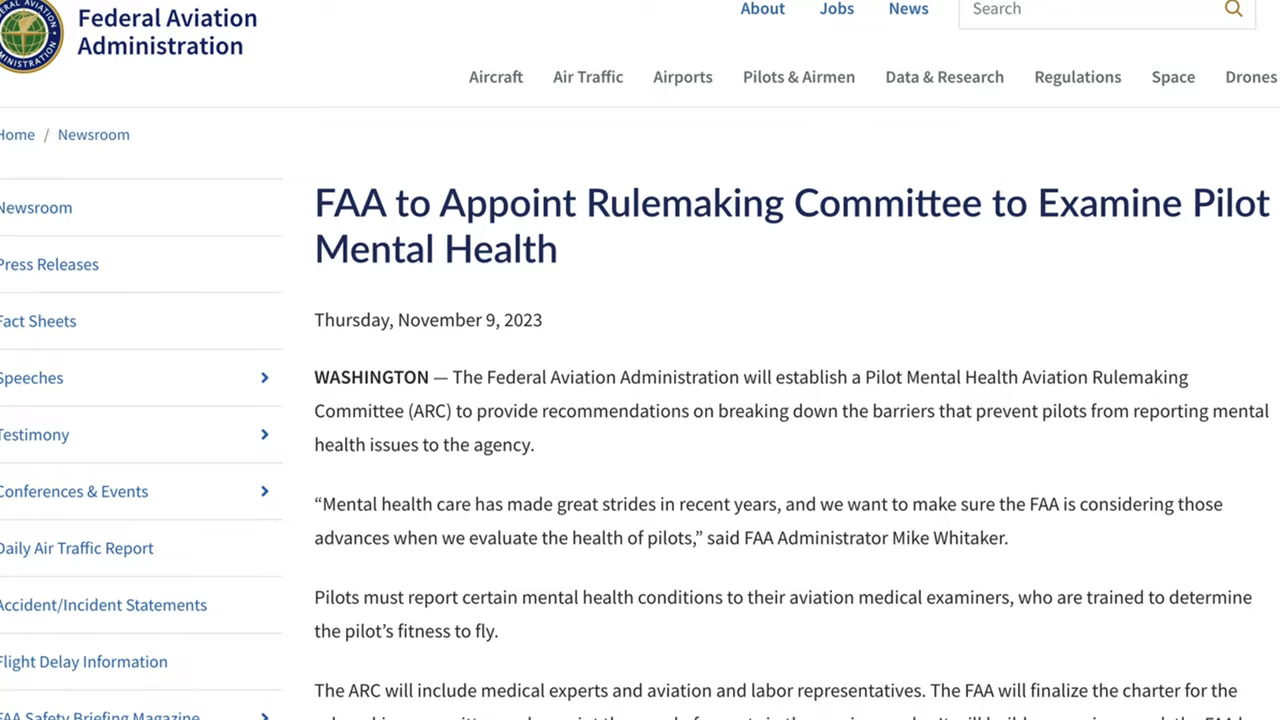 Federal Aviation
Administration
About Jobs News Search
Aircraft Air Traffic Airports Pilots & Airmen Data & Research Regulations Space Drones
Home / Newsroom
Newsroom
Press Releases
Fact Sheets
Speeches
Testimony
Conferences & Events
Daily Air Traffic Report
Accident/Incident Statements
Flight Delay Information
FAA Safety Briefing Magazine
FAA to Appoint Rulemaking Committee to Examine Pilot
Mental Health
Thursday, November 9, 2023
WASHINGTON — The Federal Aviation Administration will establish a Pilot Mental Health Aviation Rulemaking
Committee (ARC) to provide recommendations on breaking down the barriers that prevent pilots from reporting mental
health issues to the agency.
“Mental health care has made great strides in recent years, and we want to make sure the FAA is considering those
advances when we evaluate the health of pilots,” said FAA Administrator Mike Whitaker.
Pilots must report certain mental health conditions to their aviation medical examiners, who are trained to determine
the pilot’s fitness to fly.
The ARC will include medical experts and aviation and labor representatives. The FAA will finalize the charter for the